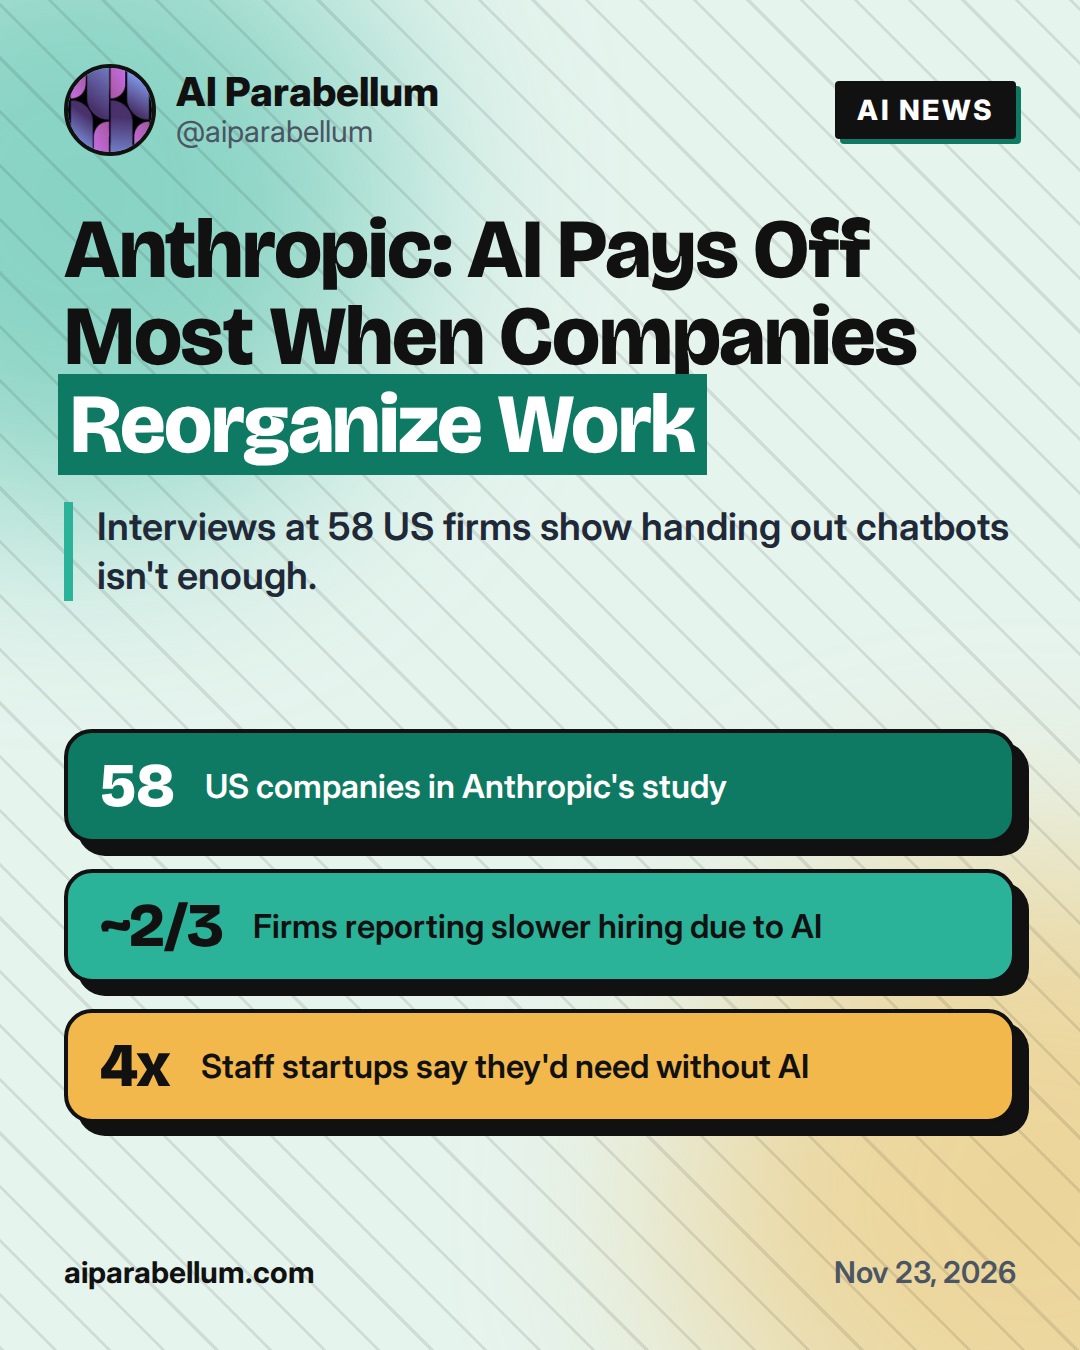 AI Parabellum
@aiparabellum
AI NEWS
Anthropic: AI Pays Off
Most When Companies
Reorganize Work
Interviews at 58 US firms show handing out chatbots
isn't enough.
58 US companies in Anthropic's study
~2/3 Firms reporting slower hiring due to AI
4x Staff startups say they'd need without AI
aiparabellum.com
Nov 23, 2026